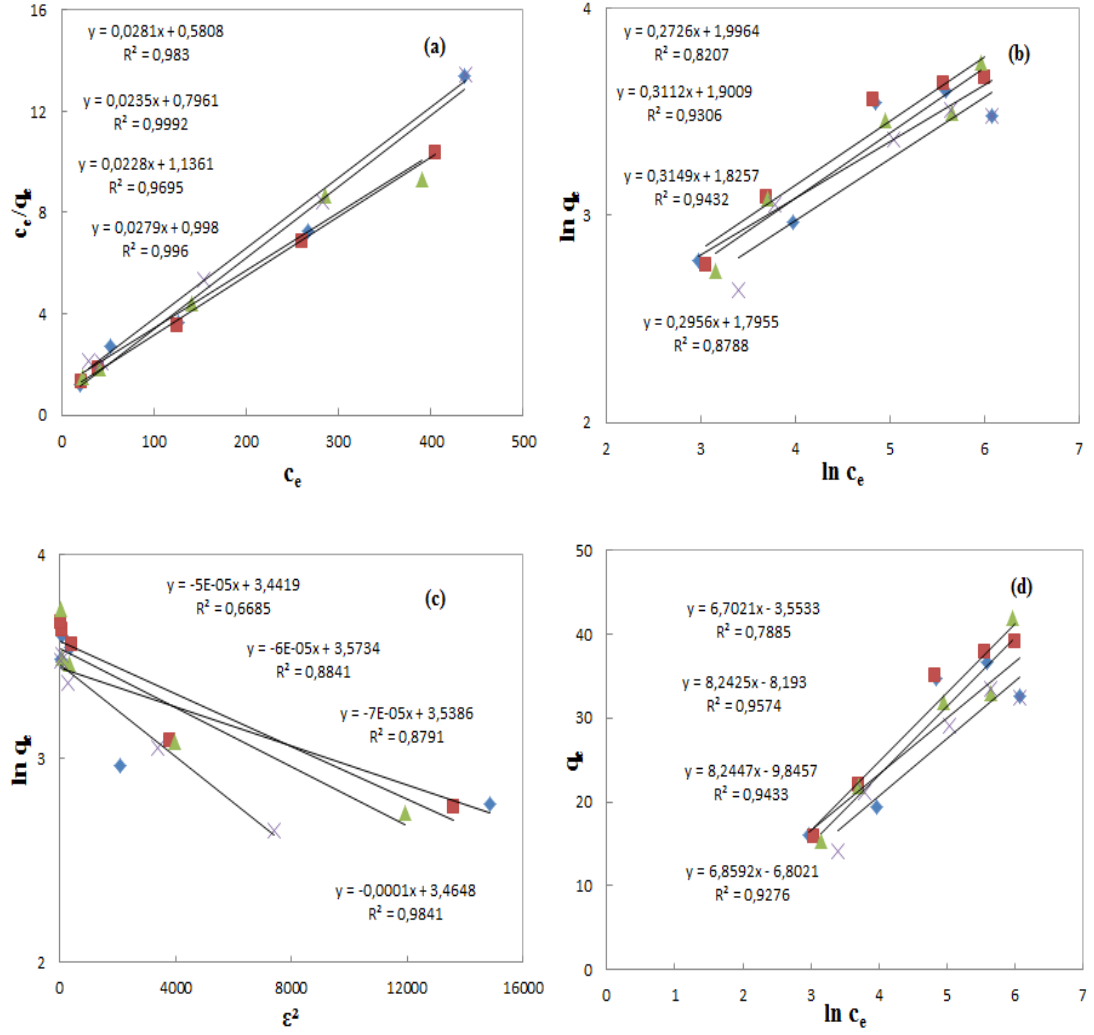 y = 0,0281x + 0,5808
R² = 0,983
(a)
y = 0,0235x + 0,7961
R² = 0,9992
y = 0,0228x + 1,1361
R² = 0,9695
y = 0,0279x + 0,998
R² = 0,996
16
12
8
4
0
cₑ/qₑ
0 100 200 300 400 500
cₑ
y = 0,2726x + 1,9964
R² = 0,8207
(b)
y = 0,3112x + 1,9009
R² = 0,9306
y = 0,3149x + 1,8257
R² = 0,9432
y = 0,2956x + 1,7955
R² = 0,8788
4
3
2
ln qₑ
2 3 4 5 6 7
ln cₑ
y = -5E-05x + 3,4419
R² = 0,6685
(c)
y = -6E-05x + 3,5734
R² = 0,8841
y = -7E-05x + 3,5386
R² = 0,8791
y = -0,0001x + 3,4648
R² = 0,9841
4
3
2
ln qₑ
0 4000 8000 12000 16000
ε²
y = 6,7021x - 3,5533
R² = 0,7885
(d)
y = 8,2425x - 8,193
R² = 0,9574
y = 8,2447x - 9,8457
R² = 0,9433
y = 6,8592x - 6,8021
R² = 0,9276
50
40
30
20
10
0
qₑ
2 3 4 5 6 7
ln cₑ